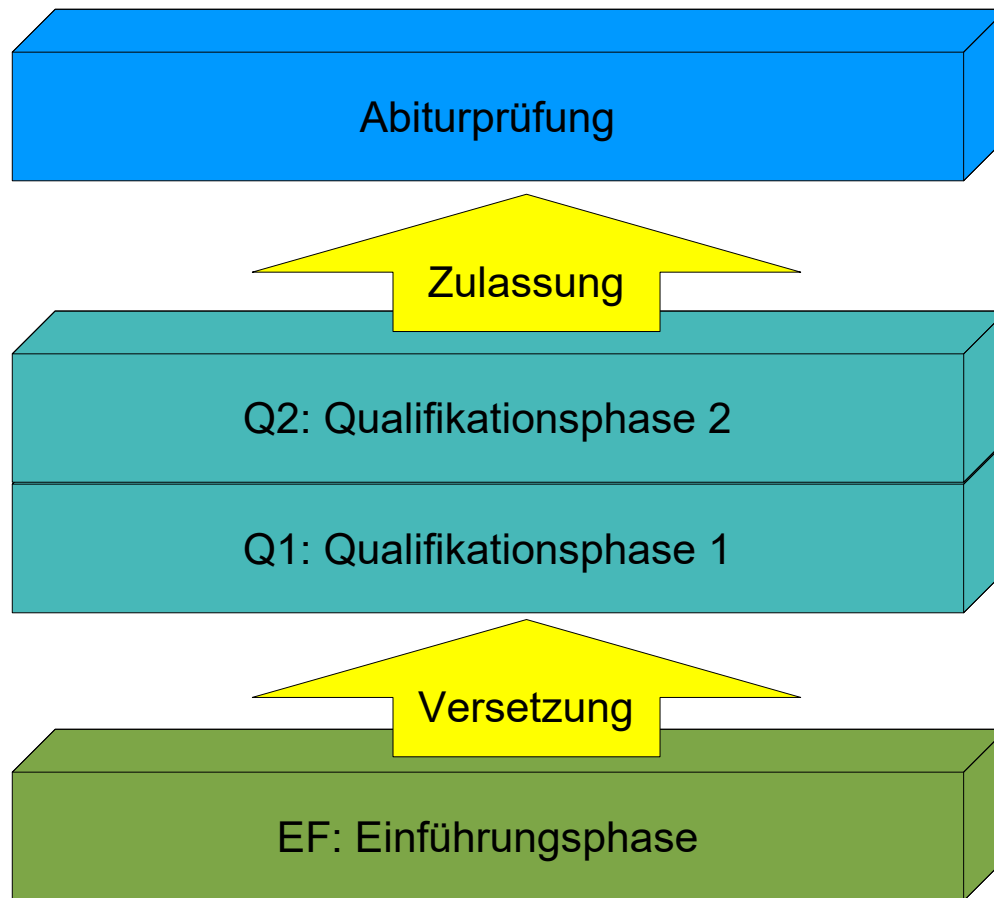 Abiturprüfung
Zulassung
Q2: Qualifikationsphase 2
Q1: Qualifikationsphase 1
Versetzung
EF: Einführungsphase